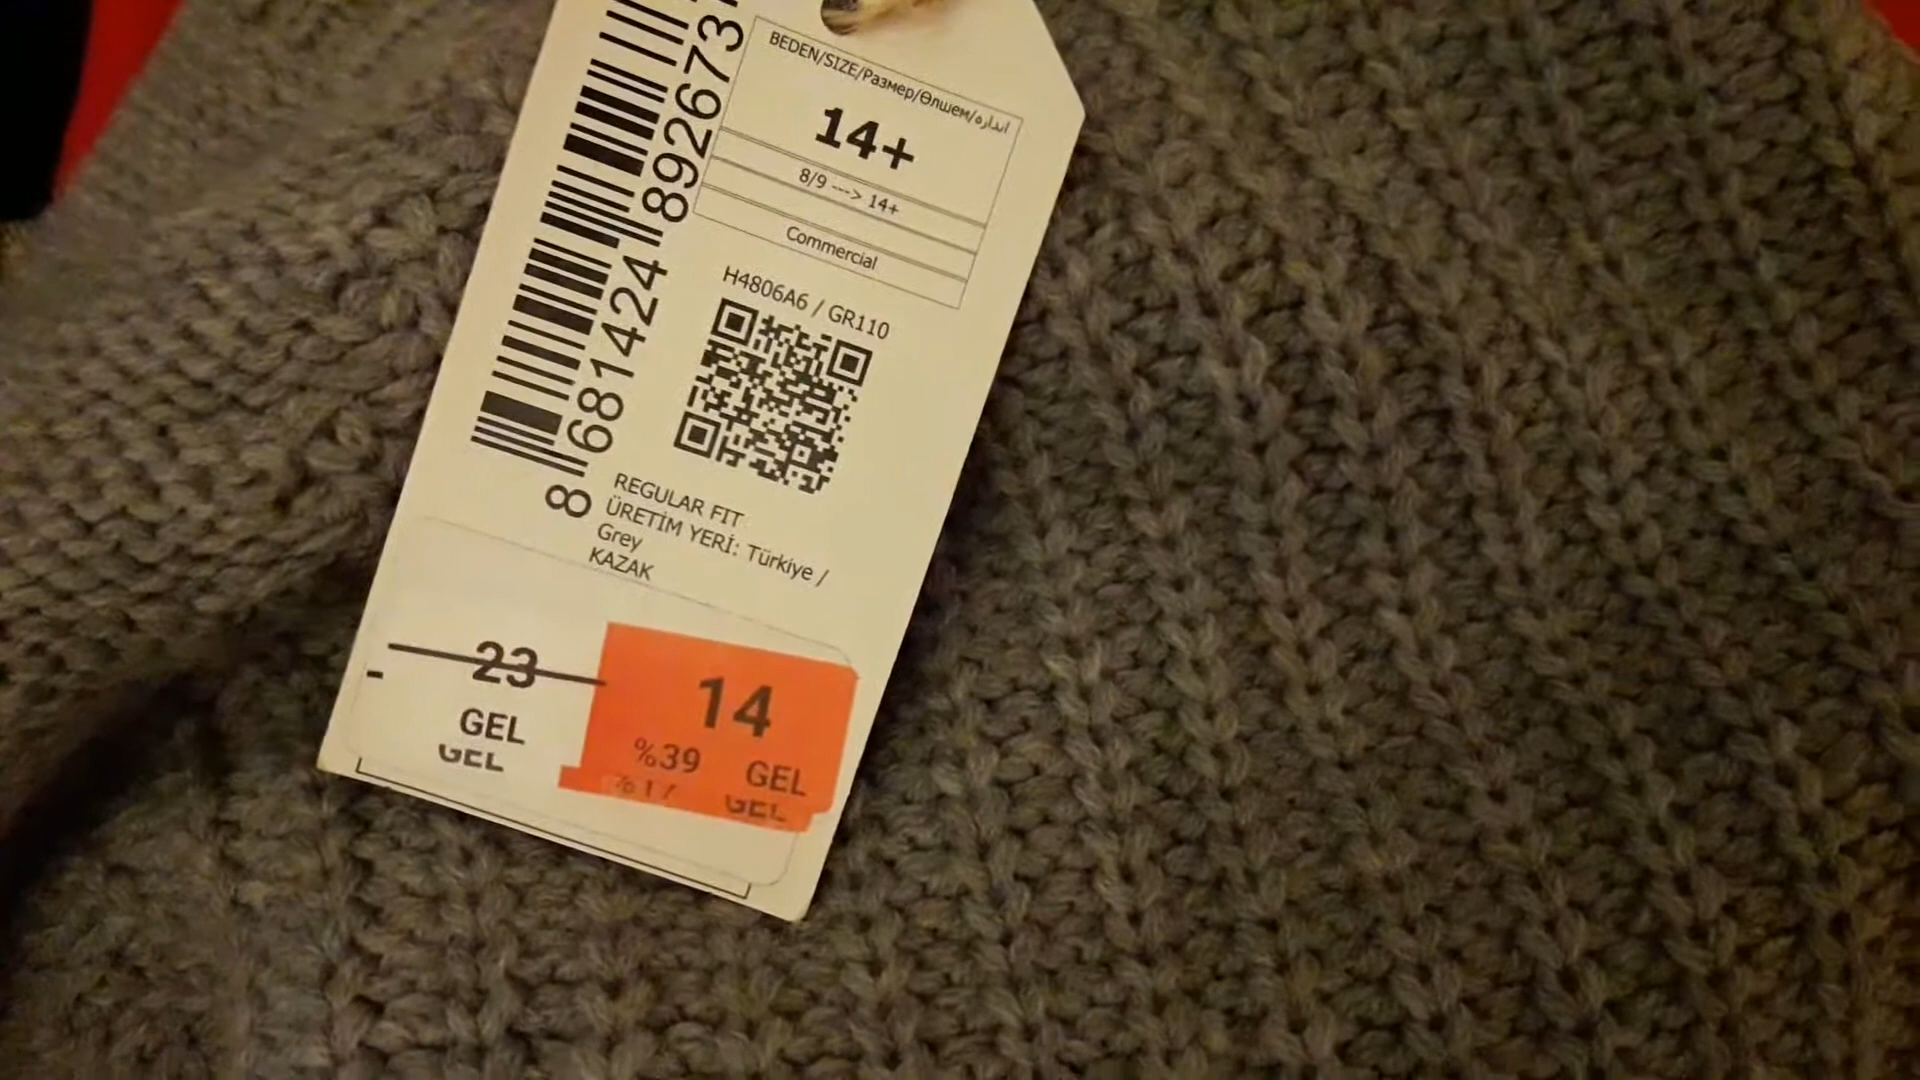 8 681424 892673
BEDEN/SIZE/Размер/Өлшем/اندازه
14+
8/9 ---> 14+
Commercial
H4806A6 / GR110
REGULAR FIT
ÜRETİM YERİ: Türkiye /
Grey
KAZAK
23
GEL
GEL
14
%39 GEL
GEL